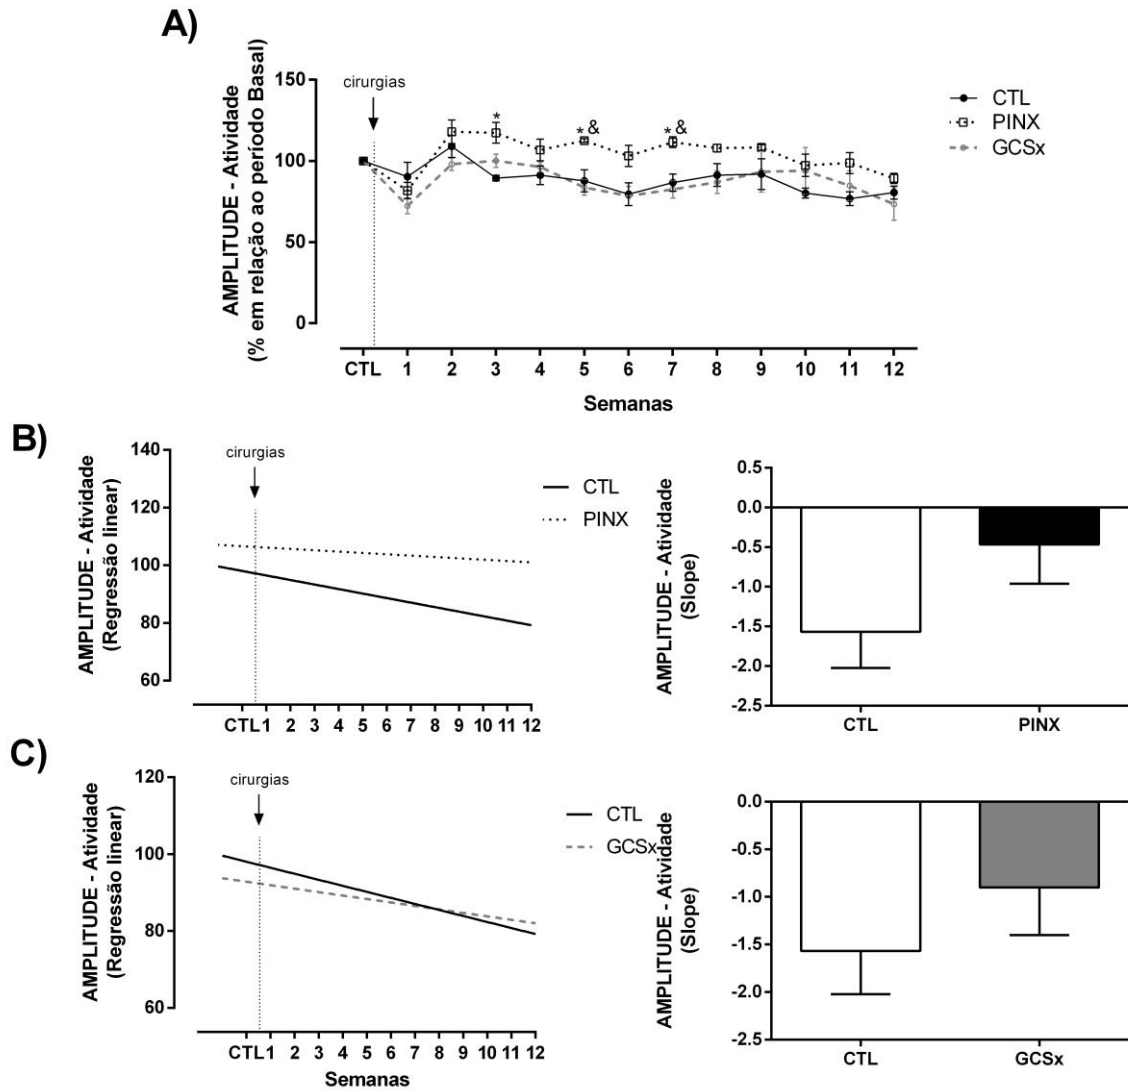 A)
AMPLITUDE - Atividade
(% em relação ao período Basal)
150
100
50
0
cirurgias
*
* &
* &
CTL
PINX
GCSx
CTL 1 2 3 4 5 6 7 8 9 10 11 12
Semanas
B)
AMPLITUDE - Atividade
(Regressão linear)
140
120
100
80
60
cirurgias
CTL
PINX
CTL 1 2 3 4 5 6 7 8 9 10 11 12
AMPLITUDE - Atividade
(Slope)
0.5
0.0
-0.5
-1.0
-1.5
-2.0
-2.5
CTL PINX
C)
AMPLITUDE - Atividade
(Regressão linear)
120
100
80
60
cirurgias
CTL
GCSx
CTL 1 2 3 4 5 6 7 8 9 10 11 12
Semanas
AMPLITUDE - Atividade
(Slope)
0.0
-0.5
-1.0
-1.5
-2.0
-2.5
CTL GCSx